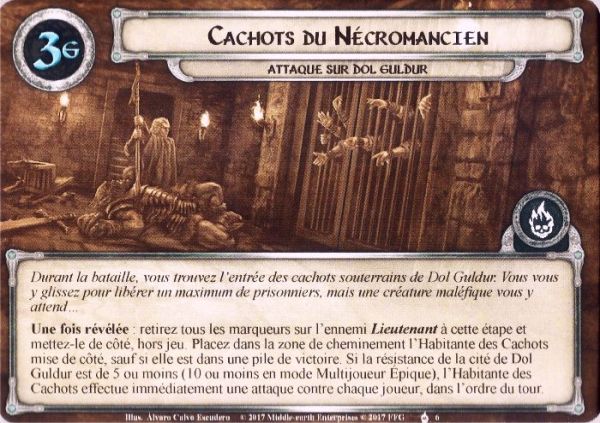 3G
Cachots du Nécromancien
Attaque sur Dol Guldur
Durant la bataille, vous trouvez l'entrée des cachots souterrains de Dol Guldur. Vous vous
y glissez pour libérer un maximum de prisonniers, mais une créature maléfique vous y
attend...
Une fois révélée : retirez tous les marqueurs sur l'ennemi Lieutenant à cette étape et
mettez-le de côté, hors jeu. Placez dans la zone de cheminement l'Habitante des Cachots
mise de côté, sauf si elle est dans une pile de victoire. Si la résistance de la cité de Dol
Guldur est de 5 ou moins (10 ou moins en mode Multijoueur Épique), l'Habitante des
Cachots effectue immédiatement une attaque contre chaque joueur, dans l'ordre du tour.
Illus. Álvaro Calvo Escudero © 2017 Middle-earth Enterprises © 2017 FFG 6